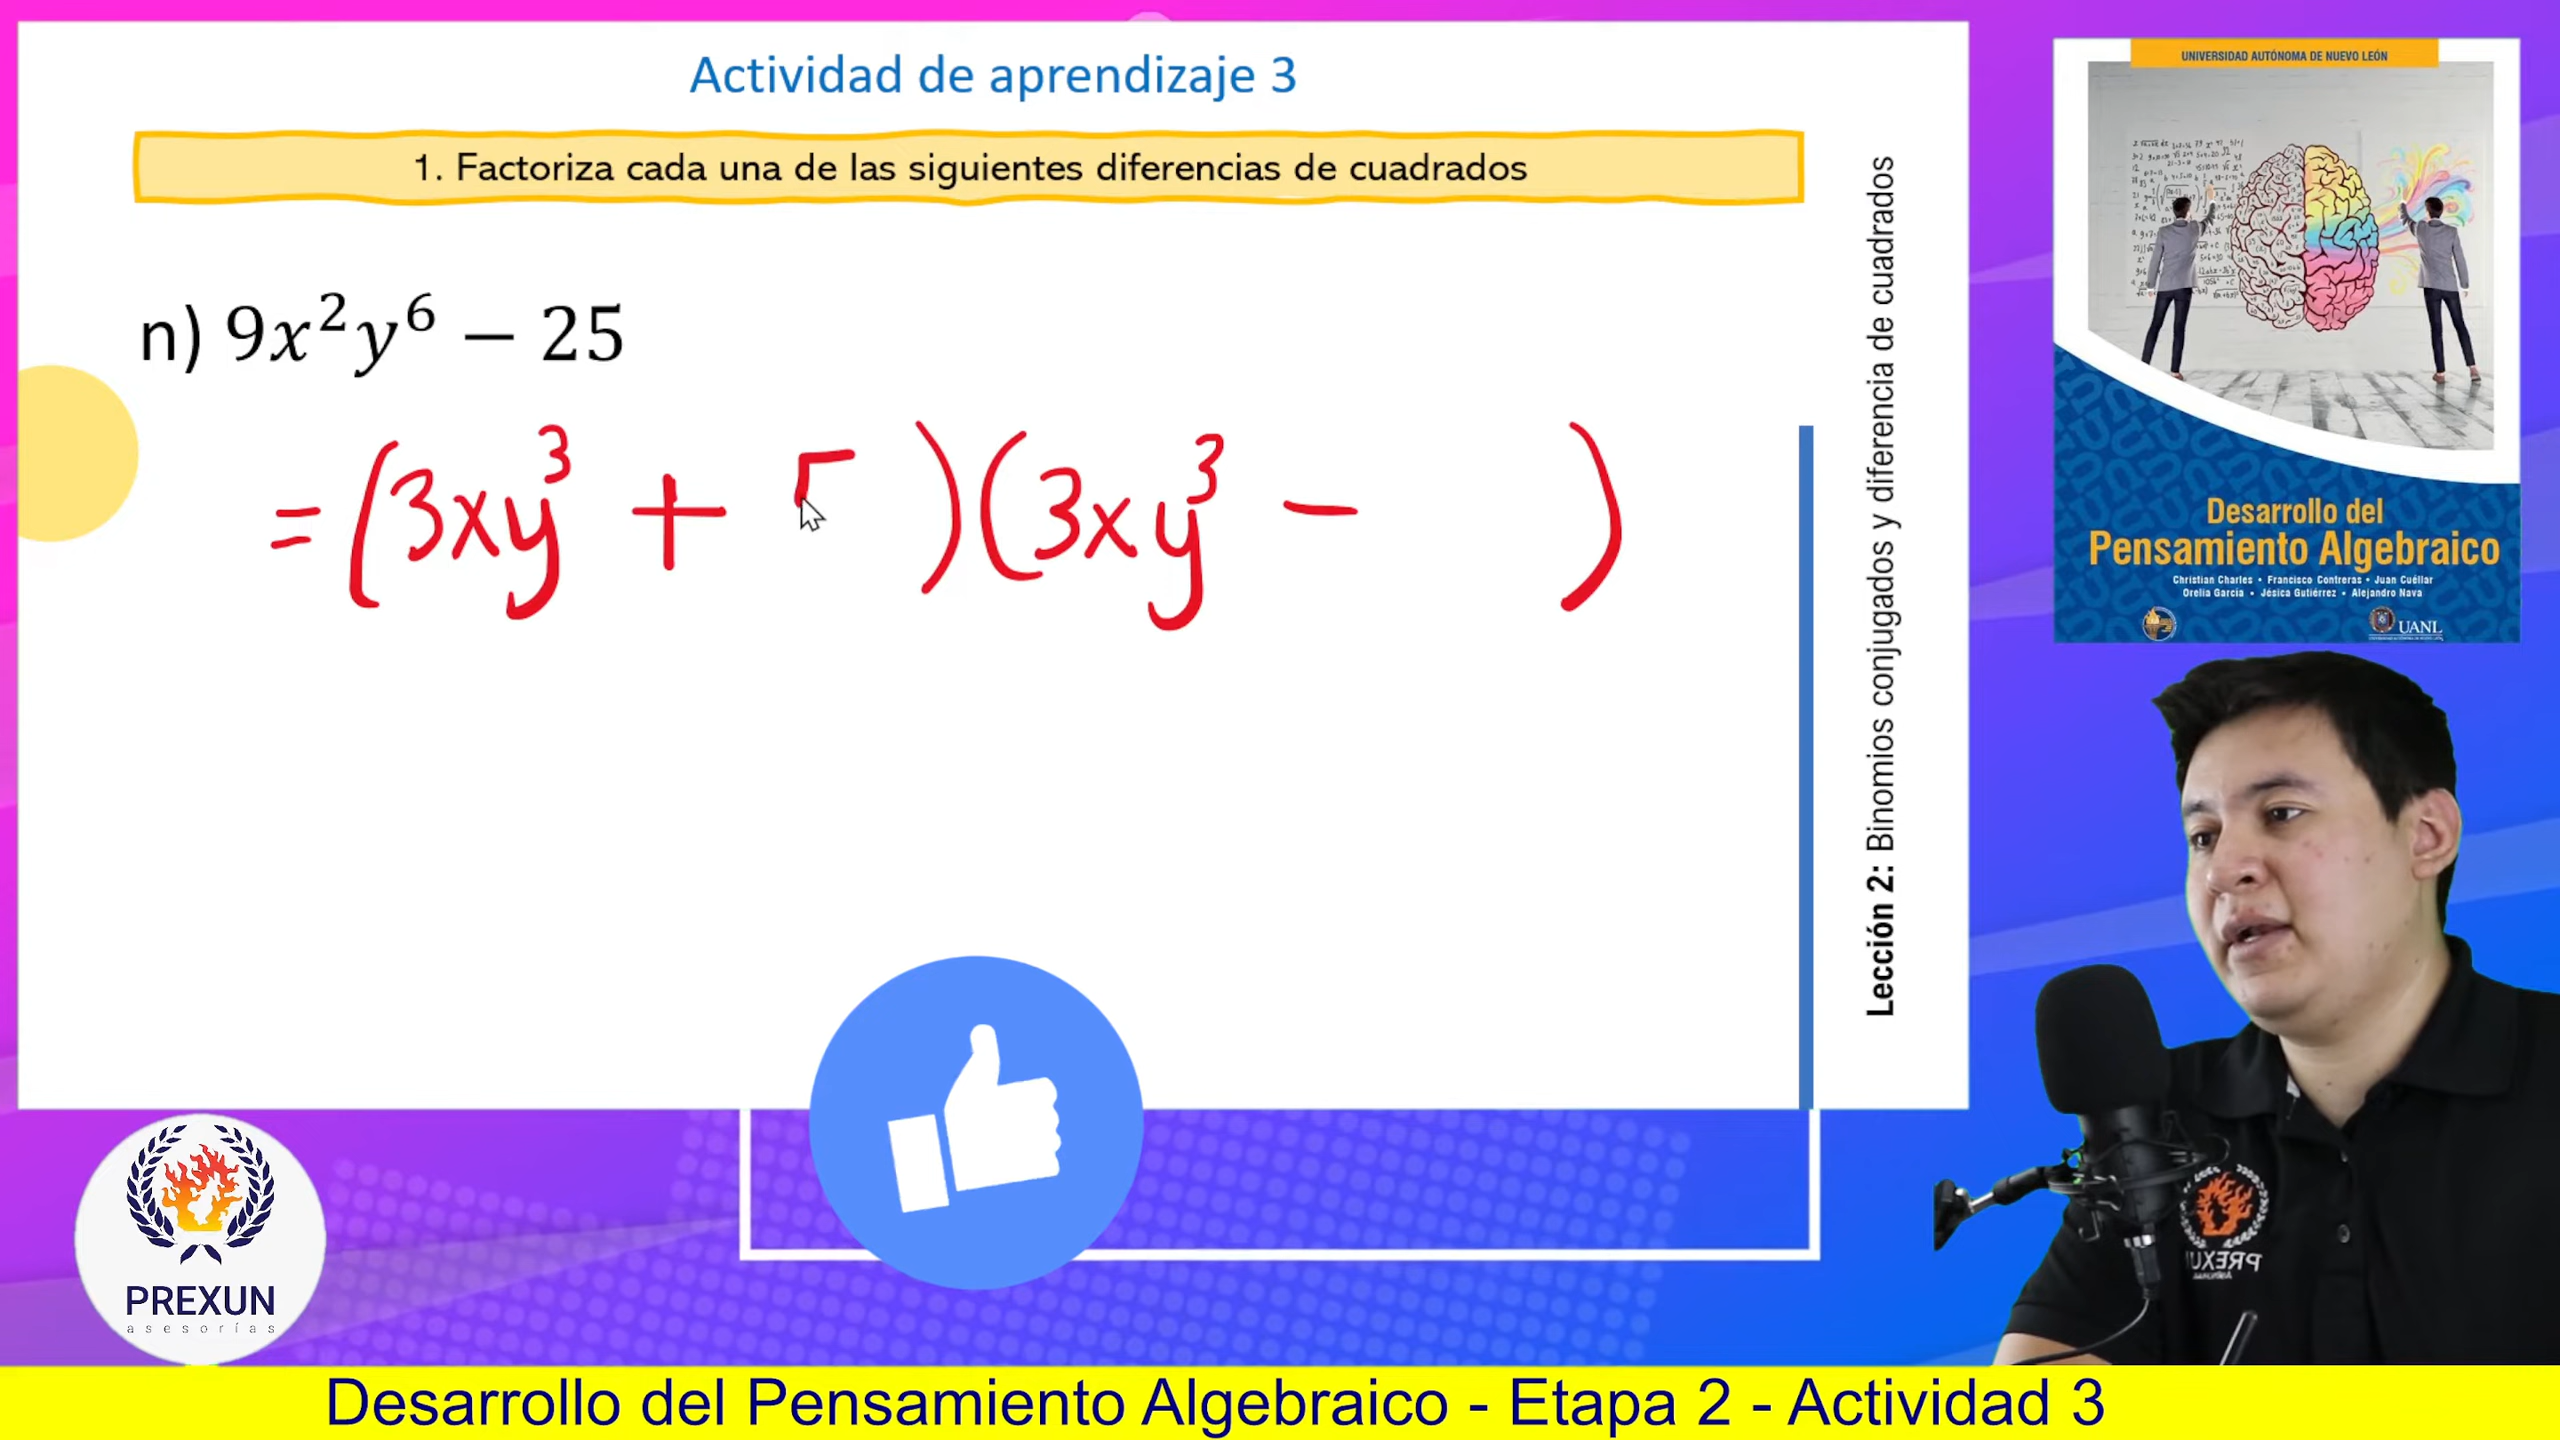 Actividad de aprendizaje 3
1. Factoriza cada una de las siguientes diferencias de cuadrados
n) 9x²y⁶ − 25
= (3xy³ + 5 )(3xy³ − )
Lección 2: Binomios conjugados y diferencia de cuadrados
UNIVERSIDAD AUTÓNOMA DE NUEVO LEÓN
Desarrollo del
Pensamiento Algebraico
Christian Charles • Francisco Contreras • Juan Cuéllar
Orelia García • Jésica Gutiérrez • Alejandro Nava
UANL
PREXUN
asesorías
PREXUN
Desarrollo del Pensamiento Algebraico - Etapa 2 - Actividad 3